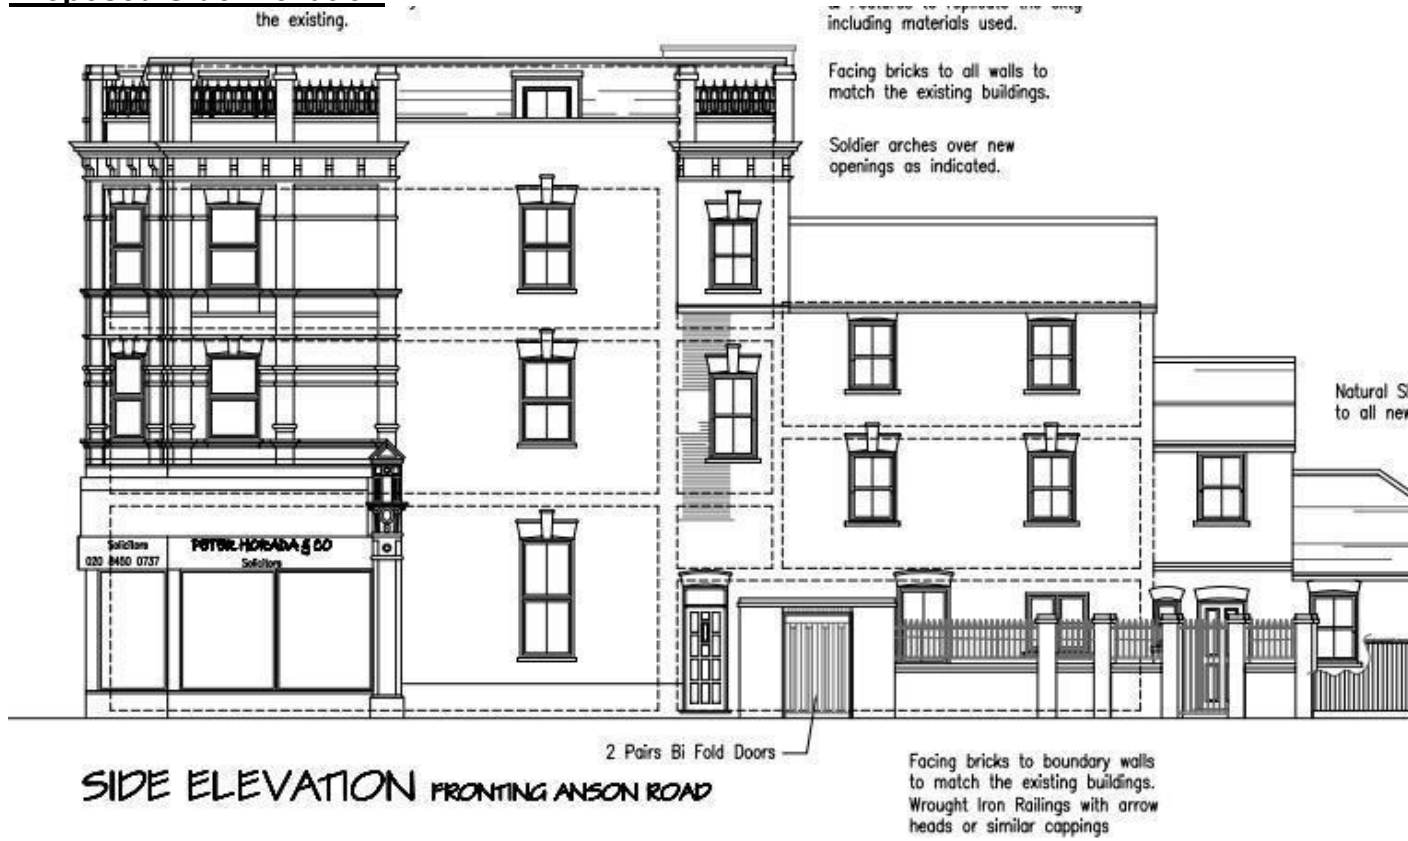 the existing.
including materials used.
Facing bricks to all walls to
match the existing buildings.
Soldier arches over new
openings as indicated.
Natural
to all
Solicitors
020 8450 0737
PETER HORADA & CO
Solicitors
2 Pairs Bi Fold Doors
SIDE ELEVATION FRONTING ANSON ROAD
Facing bricks to boundary walls
to match the existing buildings.
Wrought Iron Railings with arrow
heads or similar cappings